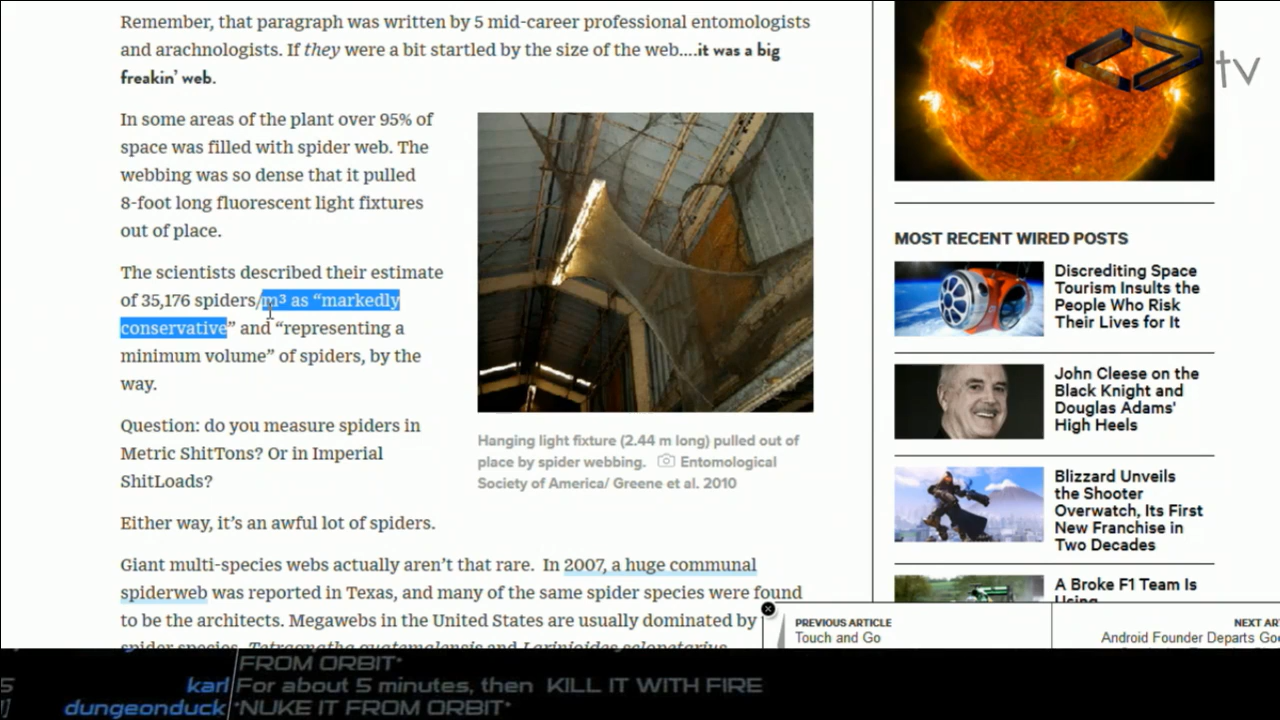 Remember, that paragraph was written by 5 mid-career professional entomologists
and arachnologists. If they were a bit startled by the size of the web....it was a big
freakin' web.
In some areas of the plant over 95% of
space was filled with spider web. The
webbing was so dense that it pulled
8-foot long fluorescent light fixtures
out of place.
The scientists described their estimate
of 35,176 spiders/m³ as “markedly
conservative” and “representing a
minimum volume” of spiders, by the
way.
Question: do you measure spiders in
Metric ShitTons? Or in Imperial
ShitLoads?
Either way, it's an awful lot of spiders.
Giant multi-species webs actually aren't that rare. In 2007, a huge communal
spiderweb was reported in Texas, and many of the same spider species were found
to be the architects. Megawebs in the United States are usually dominated by
spider species, Tetragnatha guatemalensis and Larinioides sclopetarius
Hanging light fixture (2.44 m long) pulled out of
place by spider webbing. Entomological
Society of America/ Greene et al. 2010
tv
MOST RECENT WIRED POSTS
Discrediting Space
Tourism Insults the
People Who Risk
Their Lives for It
John Cleese on the
Black Knight and
Douglas Adams'
High Heels
Blizzard Unveils
the Shooter
Overwatch, Its First
New Franchise in
Two Decades
A Broke F1 Team Is
Using
PREVIOUS ARTICLE
Touch and Go
NEXT AR
Android Founder Departs Goo
FROM ORBIT*
karl For about 5 minutes, then KILL IT WITH FIRE
dungeonduck *NUKE IT FROM ORBIT*